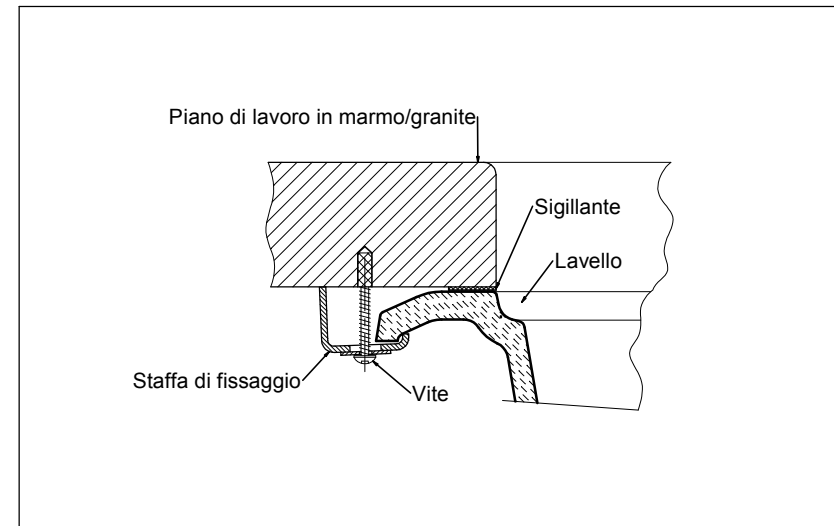 Piano di lavoro in marmo/granite
Sigillante
Lavello
Staffa di fissaggio
Vite